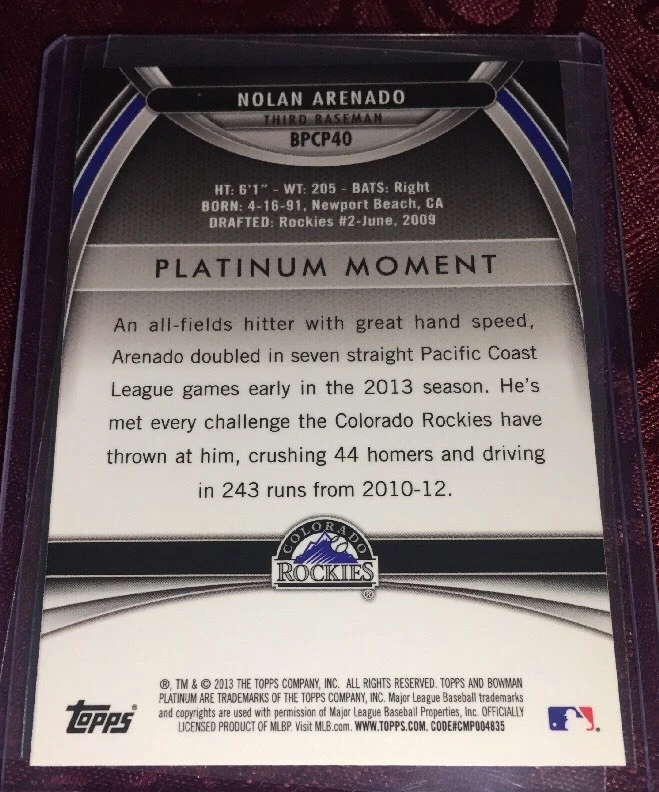 NOLAN ARENADO
THIRD BASEMAN
BPCP40
HT: 6'1" - WT: 205 - BATS: Right
BORN: 4-16-91, Newport Beach, CA
DRAFTED: Rockies #2-June, 2009
PLATINUM MOMENT
An all-fields hitter with great hand speed,
Arenado doubled in seven straight Pacific Coast
League games early in the 2013 season. He's
met every challenge the Colorado Rockies have
thrown at him, crushing 44 homers and driving
in 243 runs from 2010-12.
COLORADO
ROCKIES
®
®, TM & © 2013 THE TOPPS COMPANY, INC. ALL RIGHTS RESERVED. TOPPS AND BOWMAN
PLATINUM ARE TRADEMARKS OF THE TOPPS COMPANY, INC. Major League Baseball trademarks
and copyrights are used with permission of Major League Baseball Properties, Inc. OFFICIALLY
LICENSED PRODUCT OF MLBP. Visit MLB.com. WWW.TOPPS.COM. CODE#CMP004835
Topps®